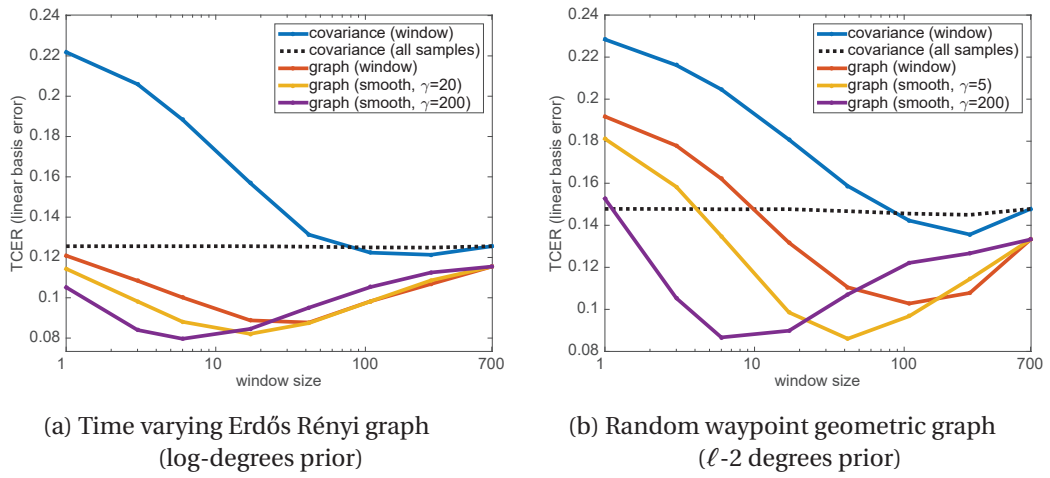 0.24
0.22
0.2
0.18
0.16
0.14
0.12
0.1
0.08
TCER (linear basis error)
covariance (window)
covariance (all samples)
graph (window)
graph (smooth, γ=20)
graph (smooth, γ=200)
1
10
100
700
window size
(a) Time varying Erdős Rényi graph
(log-degrees prior)
0.24
0.22
0.2
0.18
0.16
0.14
0.12
0.1
0.08
TCER (linear basis error)
covariance (window)
covariance (all samples)
graph (window)
graph (smooth, γ=5)
graph (smooth, γ=200)
1
10
100
700
window size
(b) Random waypoint geometric graph
(ℓ-2 degrees prior)